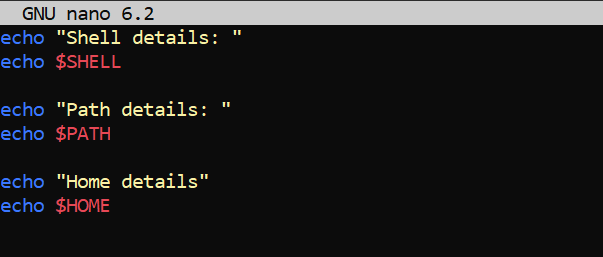 GNU nano 6.2
echo "Shell details: "
echo $SHELL
echo "Path details: "
echo $PATH
echo "Home details"
echo $HOME